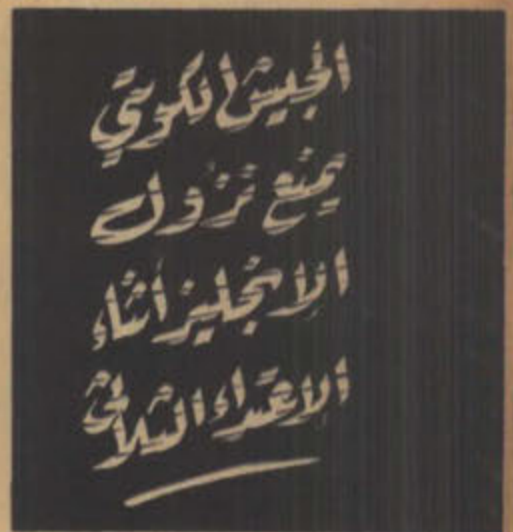 الجيش الكويتي
يمنع نزول
الانجليز أثناء
الاعتداء الثلاثي